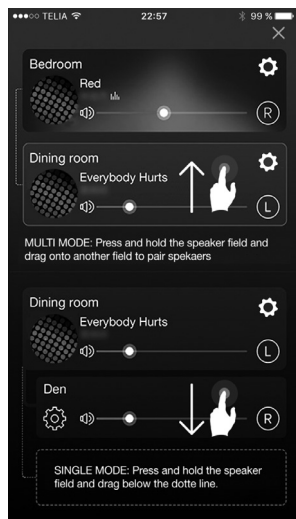 TELIA 22:57 99 %
Bedroom
Red
R
Dining room
Everybody Hurts
L
MULTI MODE: Press and hold the speaker field and
drag onto another field to pair spekaers
Dining room
Everybody Hurts
L
Den
R
SINGLE MODE: Press and hold the speaker
field and drag below the dotte line.